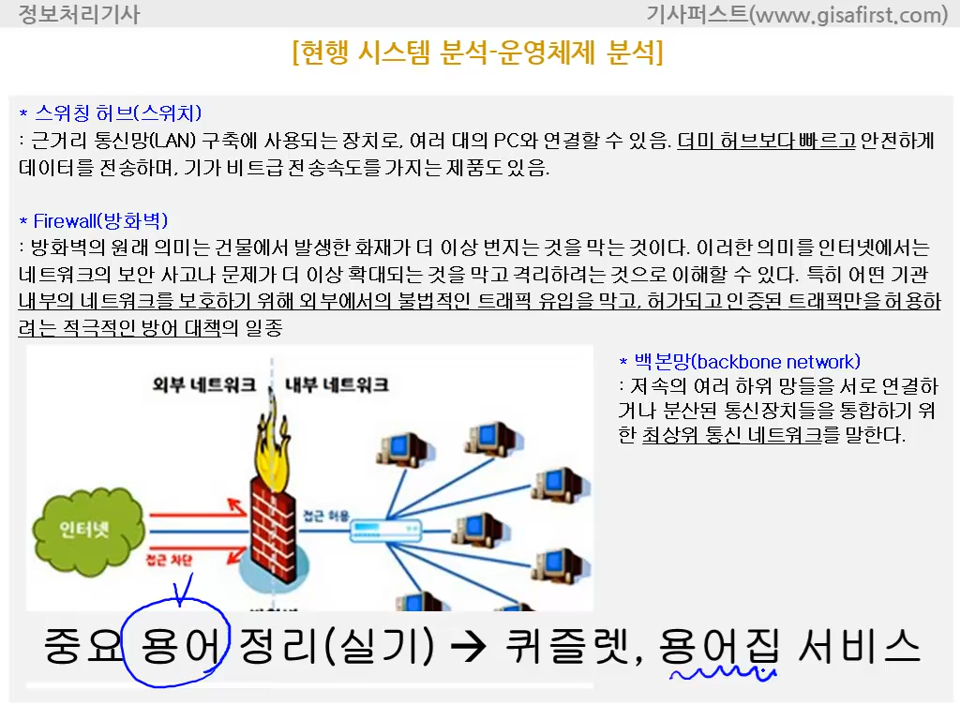 정보처리기사
기사퍼스트(www.gisafirst.com)
[현행 시스템 분석-운영체제 분석]
* 스위칭 허브(스위치)
: 근거리 통신망(LAN) 구축에 사용되는 장치로, 여러 대의 PC와 연결할 수 있음. 더미 허브보다 빠르고 안전하게
데이터를 전송하며, 기가 비트급 전송속도를 가지는 제품도 있음.
* Firewall(방화벽)
: 방화벽의 원래 의미는 건물에서 발생한 화재가 더 이상 번지는 것을 막는 것이다. 이러한 의미를 인터넷에서는
네트워크의 보안 사고나 문제가 더 이상 확대되는 것을 막고 격리하려는 것으로 이해할 수 있다. 특히 어떤 기관
내부의 네트워크를 보호하기 위해 외부에서의 불법적인 트래픽 유입을 막고, 허가되고 인증된 트래픽만을 허용하
려는 적극적인 방어 대책의 일종
외부 네트워크
내부 네트워크
인터넷
접근 차단
접근 허용
* 백본망(backbone network)
: 저속의 여러 하위 망들을 서로 연결하
거나 분산된 통신장치들을 통합하기 위
한 최상위 통신 네트워크를 말한다.
중요 용어 정리(실기) → 퀴즐렛, 용어집 서비스